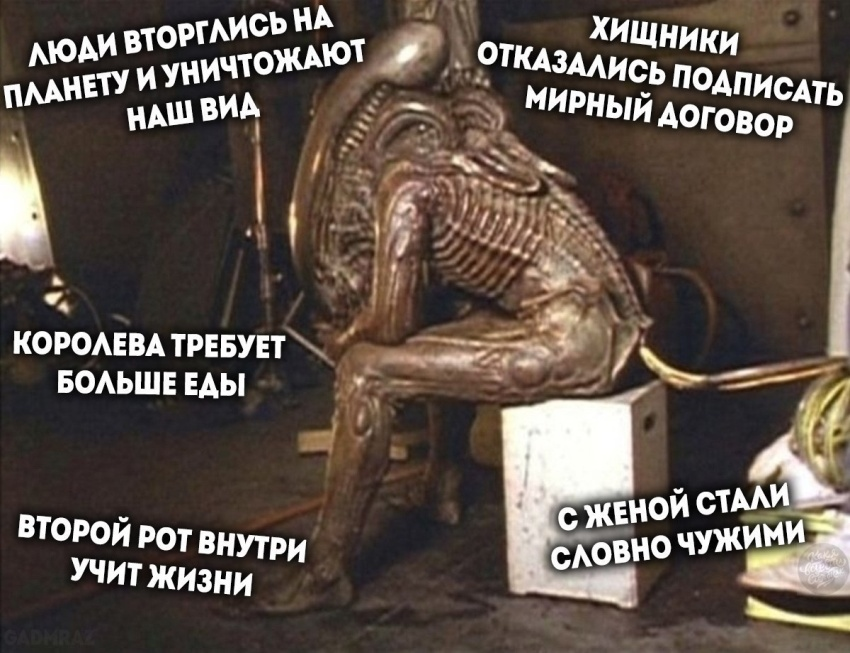 ЛЮДИ ВТОРГЛИСЬ НА
ПЛАНЕТУ И УНИЧТОЖАЮТ
НАШ ВИД
ХИЩНИКИ
ОТКАЗАЛИСЬ ПОДПИСАТЬ
МИРНЫЙ ДОГОВОР
КОРОЛЕВА ТРЕБУЕТ
БОЛЬШЕ ЕДЫ
ВТОРОЙ РОТ ВНУТРИ
УЧИТ ЖИЗНИ
С ЖЕНОЙ СТАЛИ
СЛОВНО ЧУЖИМИ